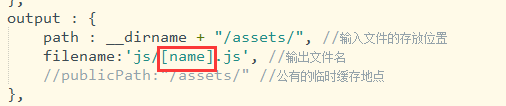 },
output : {
path : __dirname + "/assets/", //输入文件的存放位置
filename:'js/[name].js', //输出文件名
//publicPath:"/assets/" //公有的临时缓存地点
},